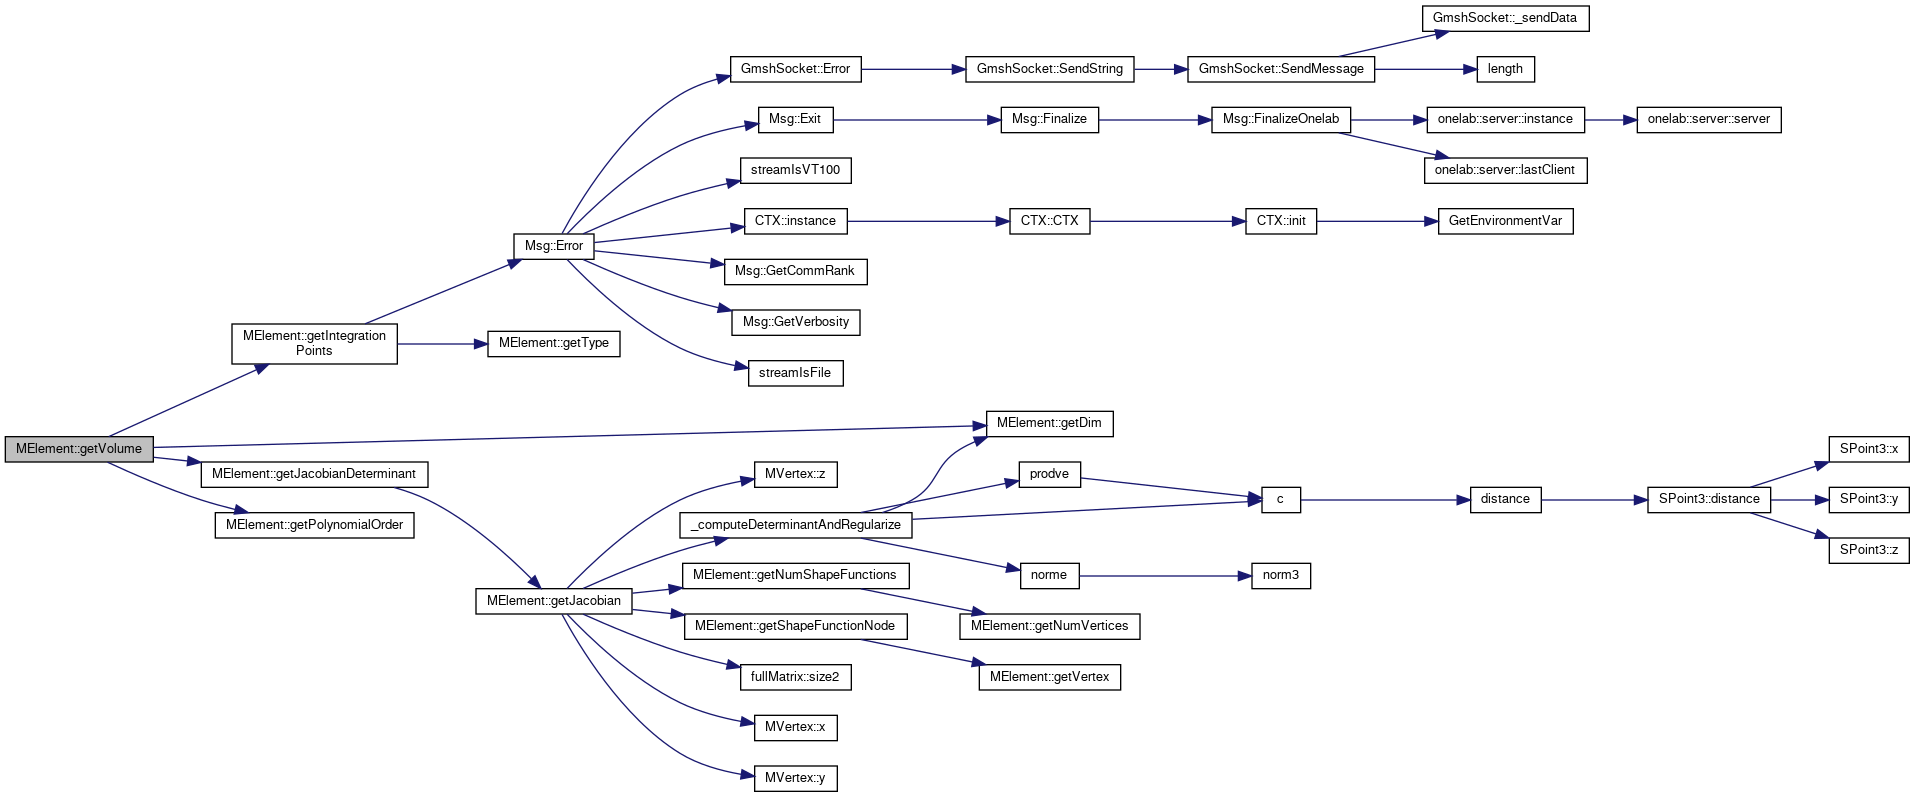 GmshSocket::_sendData
GmshSocket::Error
GmshSocket::SendString
GmshSocket::SendMessage
length
Msg::Exit
Msg::Finalize
Msg::FinalizeOnelab
onelab::server::instance
onelab::server::server
streamIsVT100
onelab::server::lastClient
CTX::instance
CTX::CTX
CTX::init
GetEnvironmentVar
Msg::Error
Msg::GetCommRank
Msg::GetVerbosity
MElement::getIntegration
Points
MElement::getType
streamIsFile
MElement::getDim
MElement::getVolume
SPoint3::x
MElement::getJacobianDeterminant
MVertex::z
prodve
c
distance
SPoint3::distance
SPoint3::y
MElement::getPolynomialOrder
_computeDeterminantAndRegularize
SPoint3::z
MElement::getNumShapeFunctions
norme
norm3
MElement::getJacobian
MElement::getShapeFunctionNode
MElement::getNumVertices
fullMatrix::size2
MElement::getVertex
MVertex::x
MVertex::y